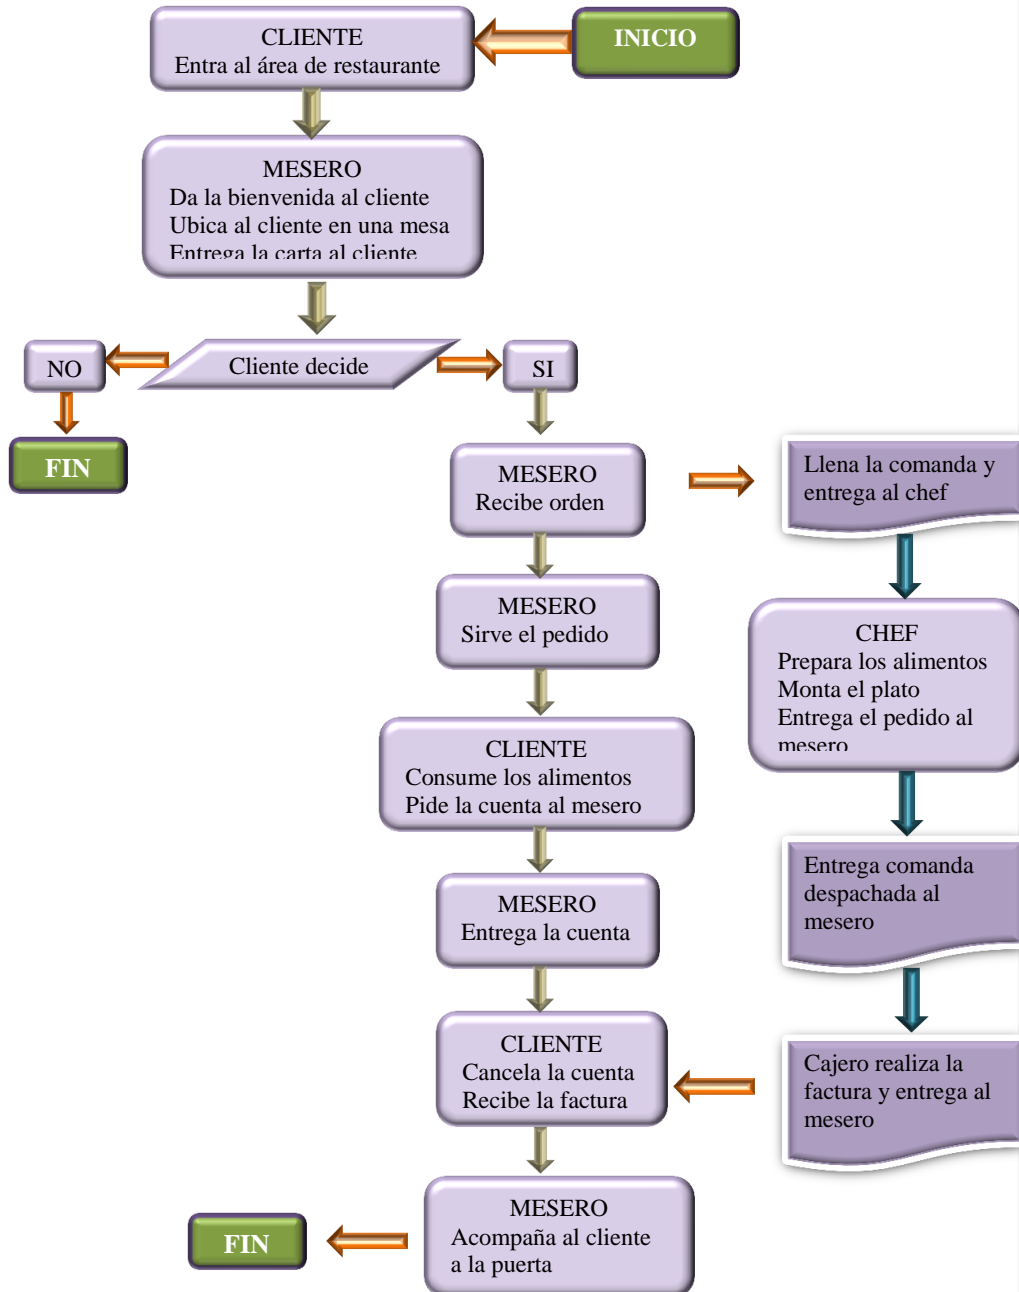 CLIENTE
Entra al área de restaurante
INICIO
MESERO
Da la bienvenida al cliente
Ubica al cliente en una mesa
Entrega la carta al cliente
NO
Cliente decide
SI
FIN
MESERO
Recibe orden
Llena la comanda y
entrega al chef
MESERO
Sirve el pedido
CHEF
Prepara los alimentos
Monta el plato
Entrega el pedido al
mesero
CLIENTE
Consume los alimentos
Pide la cuenta al mesero
Entrega comanda
despachada al
mesero
MESERO
Entrega la cuenta
CLIENTE
Cancela la cuenta
Recibe la factura
Cajero realiza la
factura y entrega al
mesero
MESERO
Acompaña al cliente
a la puerta
FIN